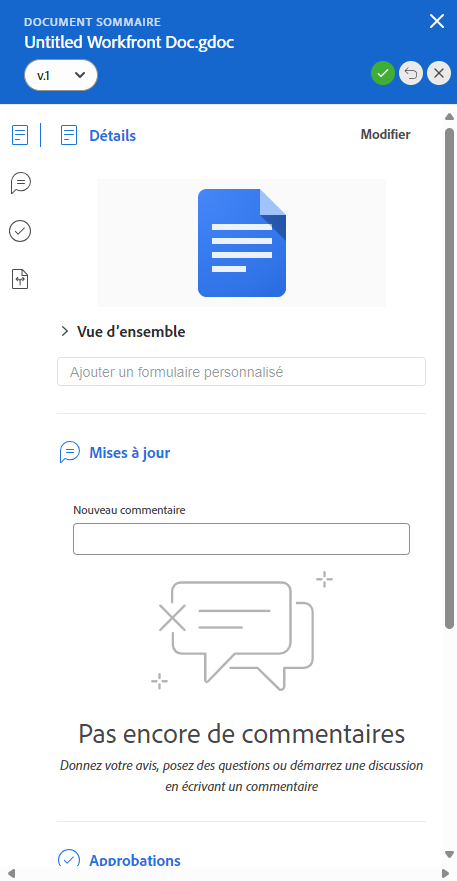 DOCUMENT SOMMAIRE
Untitled Workfront Doc.gdoc
v.1
Détails
Modifier
Vue d’ensemble
Ajouter un formulaire personnalisé
Mises à jour
Nouveau commentaire
Pas encore de commentaires
Donnez votre avis, posez des questions ou démarrez une discussion
en écrivant un commentaire
Approbations